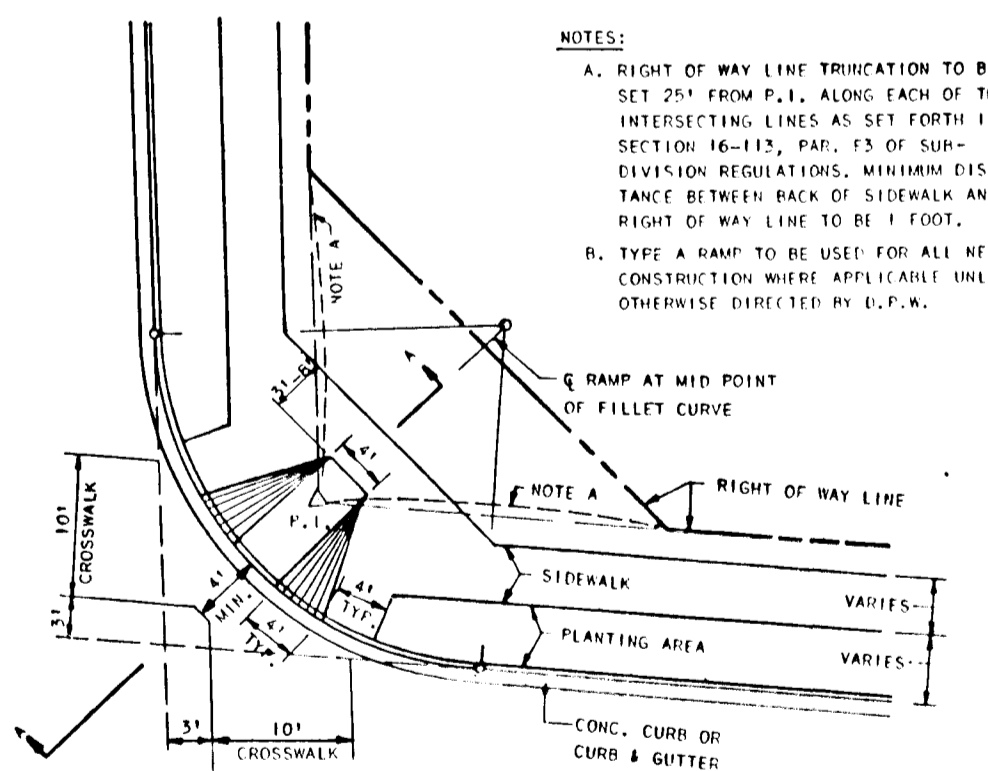 NOTES:
A. RIGHT OF WAY LINE TRUNCATION TO B
SET 25' FROM P.I. ALONG EACH OF T
INTERSECTING LINES AS SET FORTH I
SECTION 16-113, PAR. F3 OF SUB-
DIVISION REGULATIONS. MINIMUM DIS
TANCE BETWEEN BACK OF SIDEWALK AN
RIGHT OF WAY LINE TO BE 1 FOOT.
B. TYPE A RAMP TO BE USED FOR ALL NE
CONSTRUCTION WHERE APPLICABLE UNL
OTHERWISE DIRECTED BY D.P.W.
NOTE A
A
3'-6"
℄ RAMP AT MID POINT
OF FILLET CURVE
4'
P.I.
NOTE A
RIGHT OF WAY LINE
10'
CROSSWALK
3'
4'
MIN.
4'
TYP.
4'
TYP.
SIDEWALK
VARIES
PLANTING AREA
VARIES
A
3'
10'
CROSSWALK
CONC. CURB OR
CURB & GUTTER